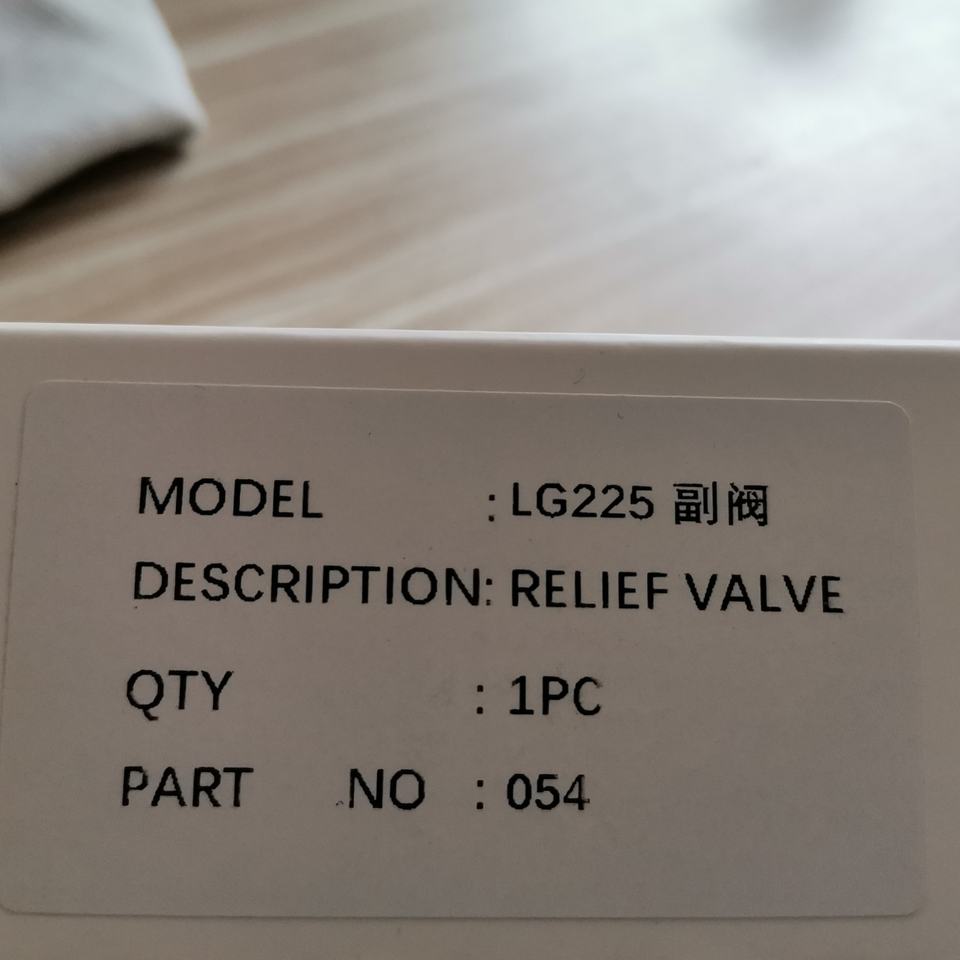 MODEL : LG225 副阀
DESCRIPTION: RELIEF VALVE
QTY : 1PC
PART NO : 054